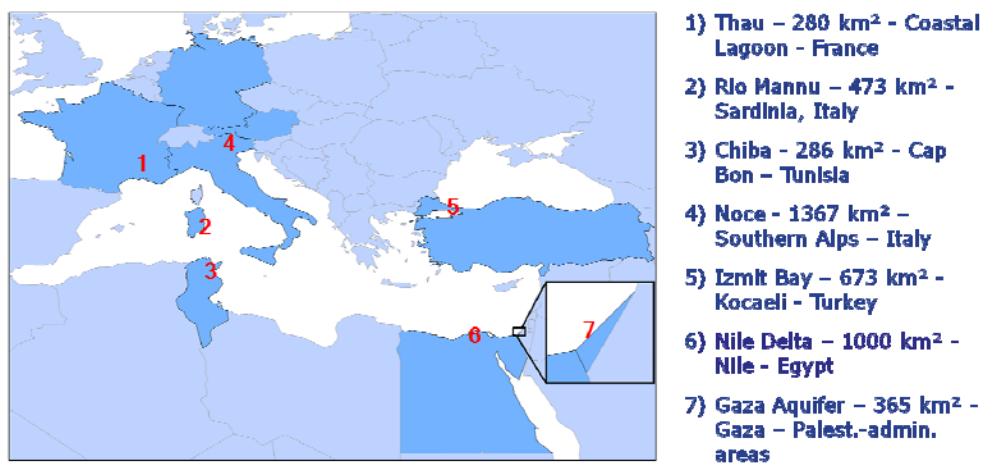 1
2
3
4
5
6
7
1) Thau – 280 km² - Coastal
Lagoon - France
2) Rio Mannu – 473 km² -
Sardinia, Italy
3) Chiba - 286 km² - Cap
Bon – Tunisia
4) Noce - 1367 km² –
Southern Alps – Italy
5) Izmit Bay – 673 km² -
Kocaeli - Turkey
6) Nile Delta – 1000 km² -
Nile - Egypt
7) Gaza Aquifer – 365 km² -
Gaza – Palest.-admin.
areas